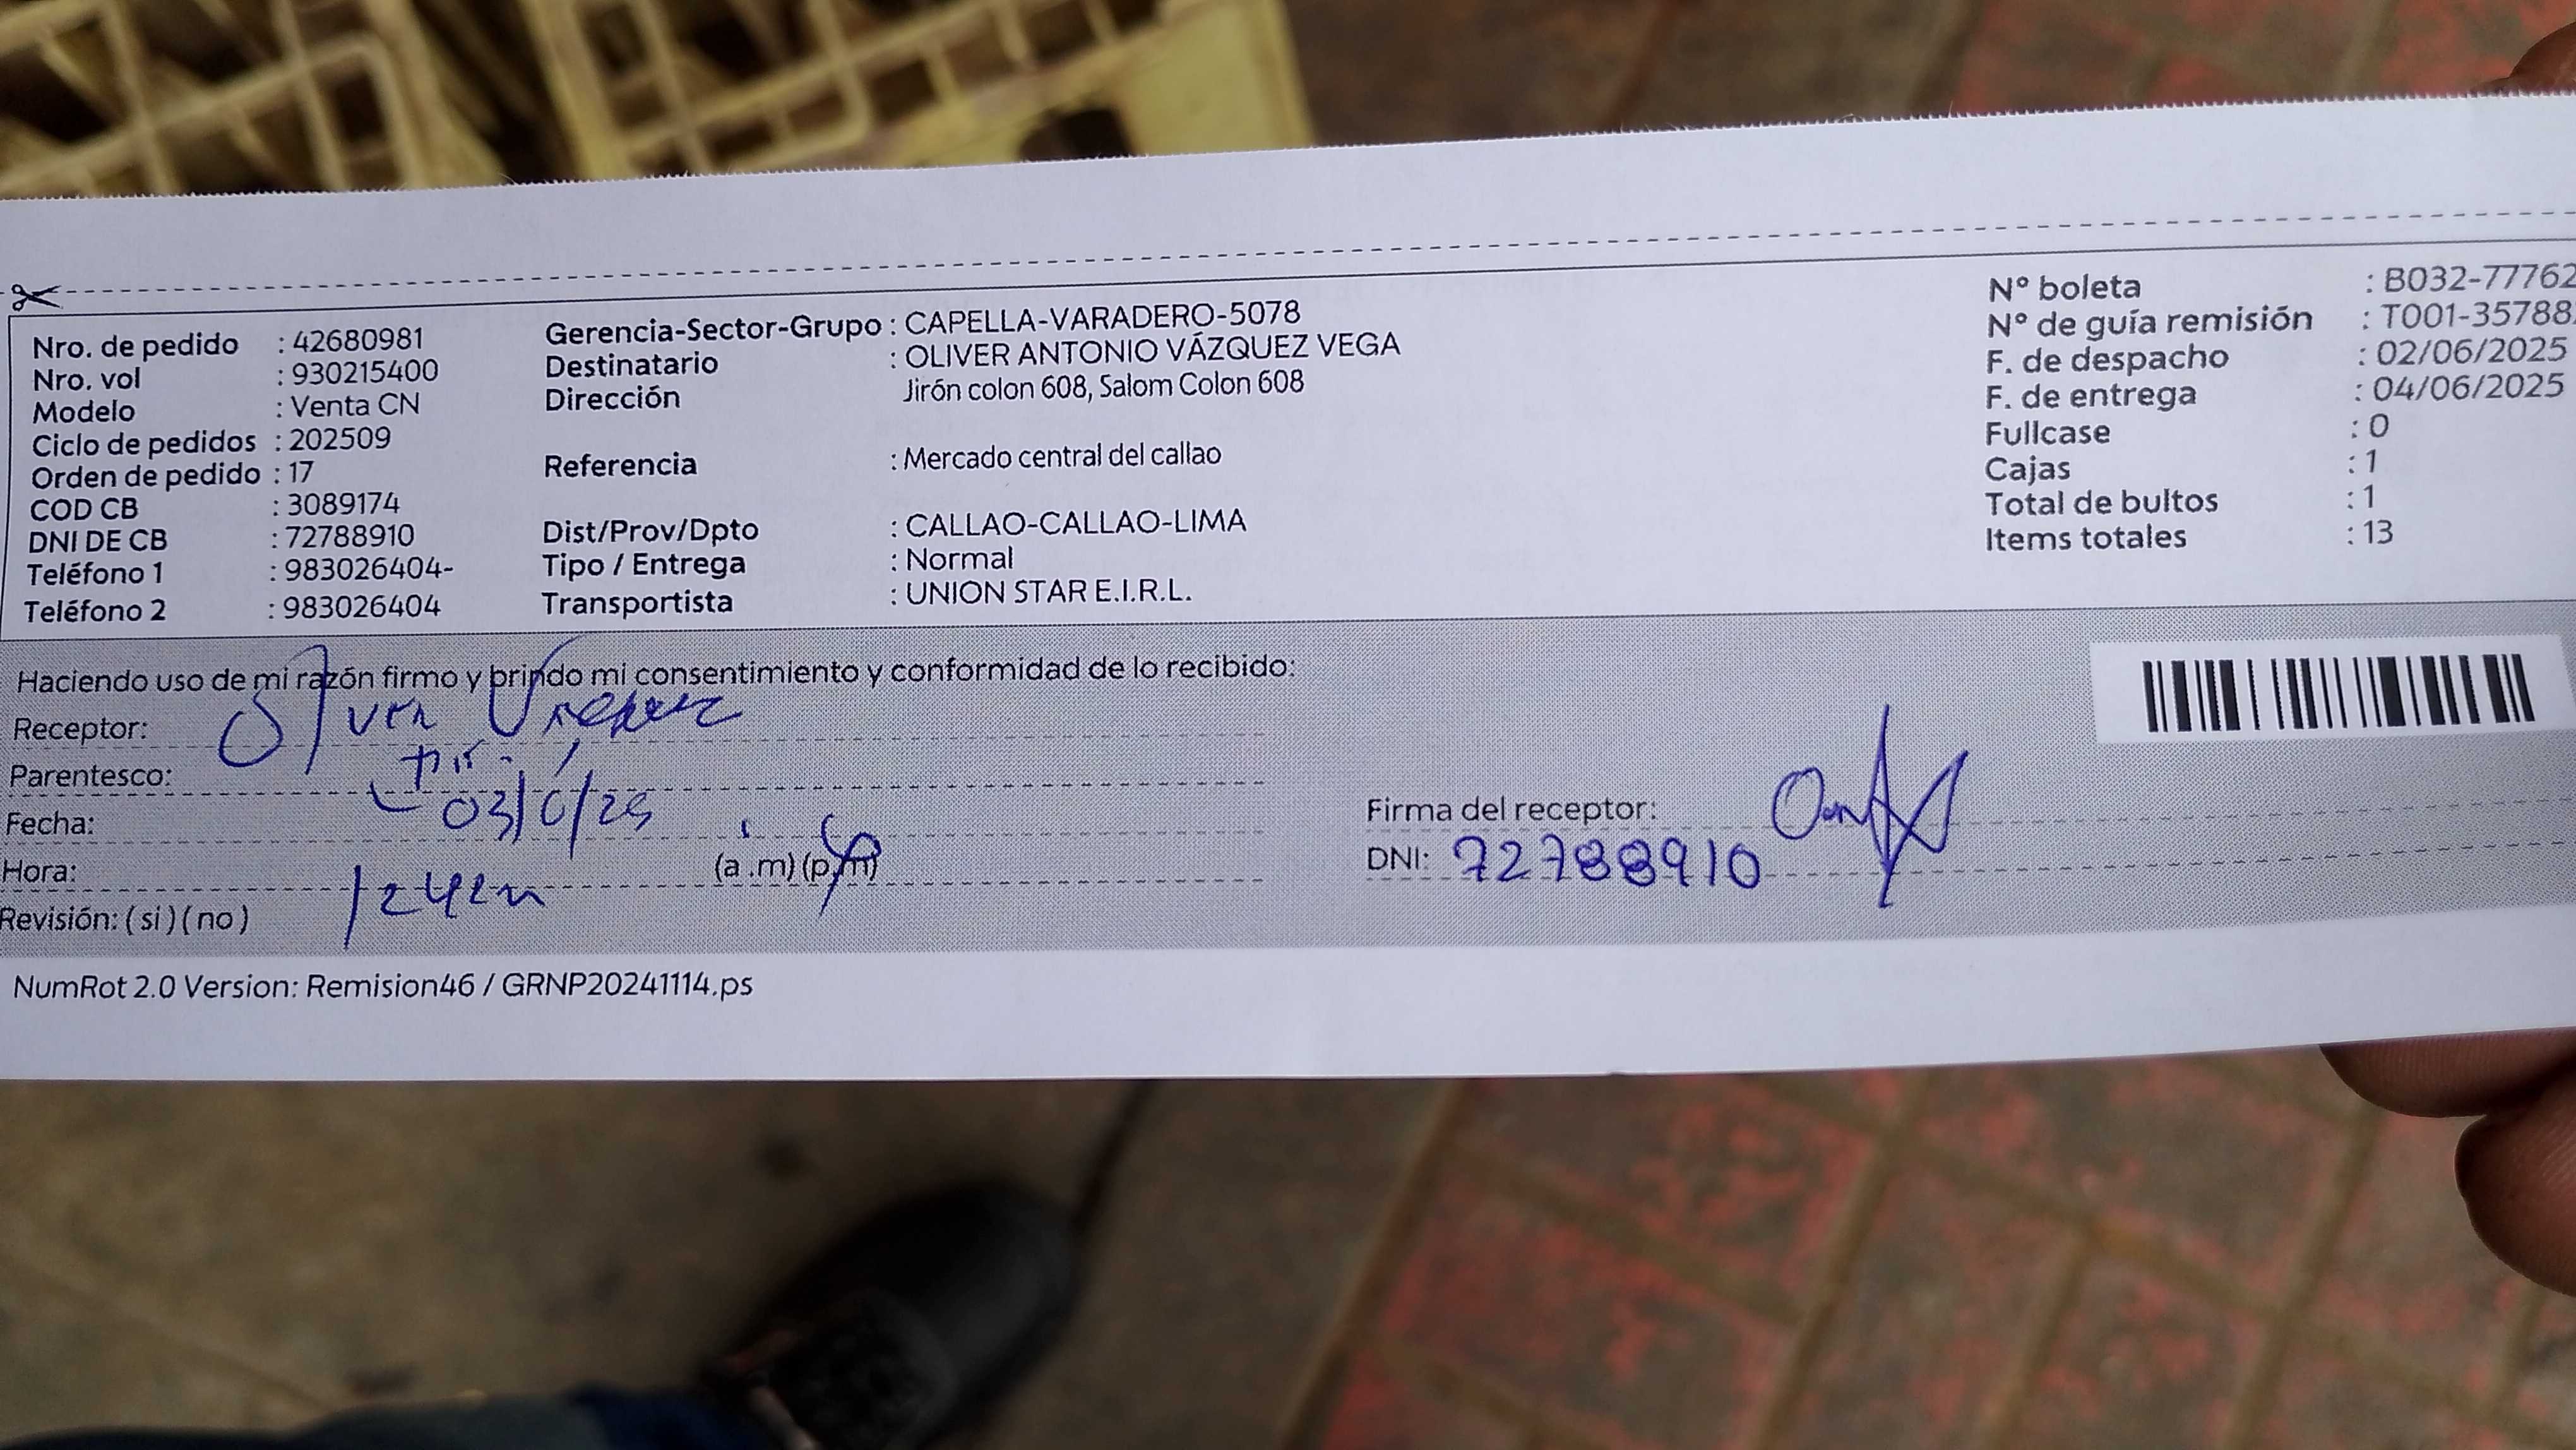 Nro. de pedido : 42680981
Nro. vol : 930215400
Modelo : Venta CN
Ciclo de pedidos : 202509
Orden de pedido : 17
COD CB : 3089174
DNI DE CB : 72788910
Teléfono 1 : 983026404-
Teléfono 2 : 983026404
Gerencia-Sector-Grupo : CAPELLA-VARADERO-5078
Destinatario : OLIVER ANTONIO VÁZQUEZ VEGA
Dirección Jirón colon 608, Salom Colon 608
Referencia : Mercado central del callao
Dist/Prov/Dpto : CALLAO-CALLAO-LIMA
Tipo / Entrega : Normal
Transportista : UNION STAR E.I.R.L.
N° boleta : B032-77762
N° de guía remisión : T001-35788
F. de despacho : 02/06/2025
F. de entrega : 04/06/2025
Fullcase : 0
Cajas : 1
Total de bultos : 1
Items totales : 13
Haciendo uso de mi razón firmo y brindo mi consentimiento y conformidad de lo recibido:
Receptor:
Parentesco:
Fecha: 03/6/25
Hora: (a.m) (p.m)
Revisión: ( si ) ( no )
Firma del receptor:
DNI: 72788910
NumRot 2.0 Version: Remision46 / GRNP20241114.ps